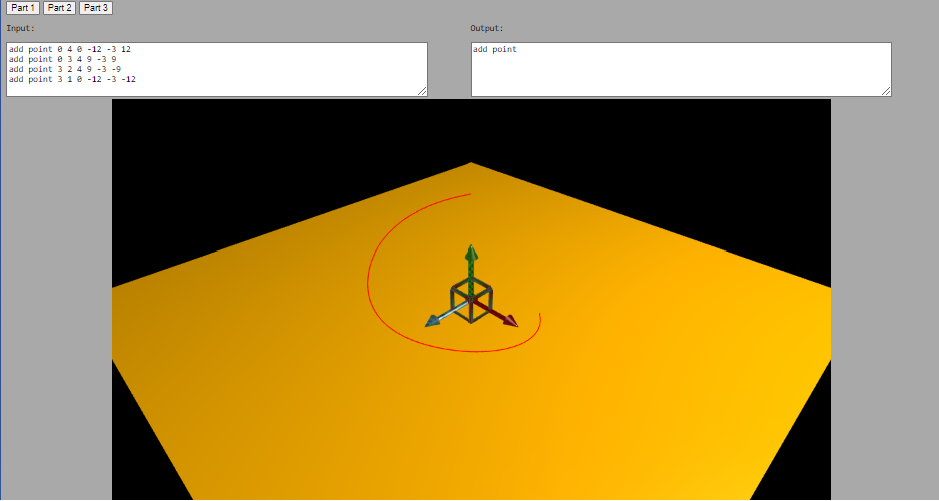 Part 1 Part 2 Part 3
Input: Output:
add point 0 4 0 -12 -3 12
add point 0 3 4 9 -3 9
add point 3 2 4 9 -3 -9
add point 3 1 0 -12 -3 -12
add point